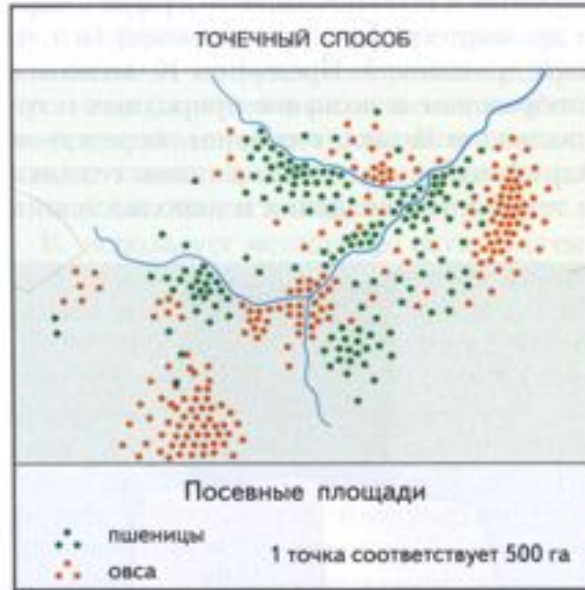 ТОЧЕЧНЫЙ СПОСОБ
Посевные площади
пшеницы
овса
1 точка соответствует 500 га